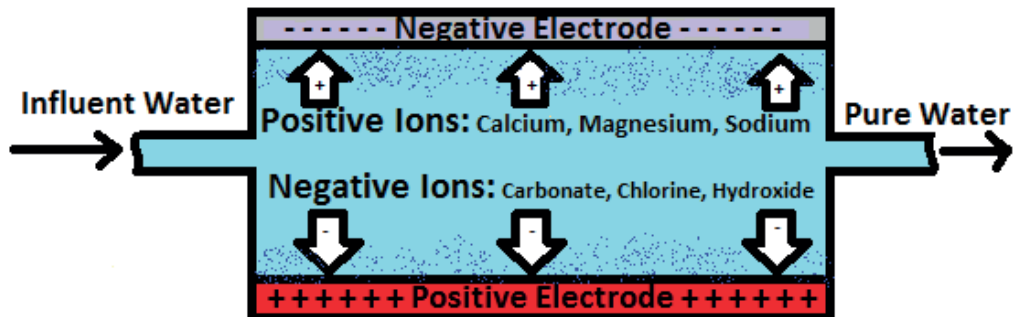 - - - - - - Negative Electrode - - - - - -
+ + +
Influent Water
Positive Ions: Calcium, Magnesium, Sodium
Pure Water
Negative Ions: Carbonate, Chlorine, Hydroxide
- - -
+ + + + + + Positive Electrode + + + + + +